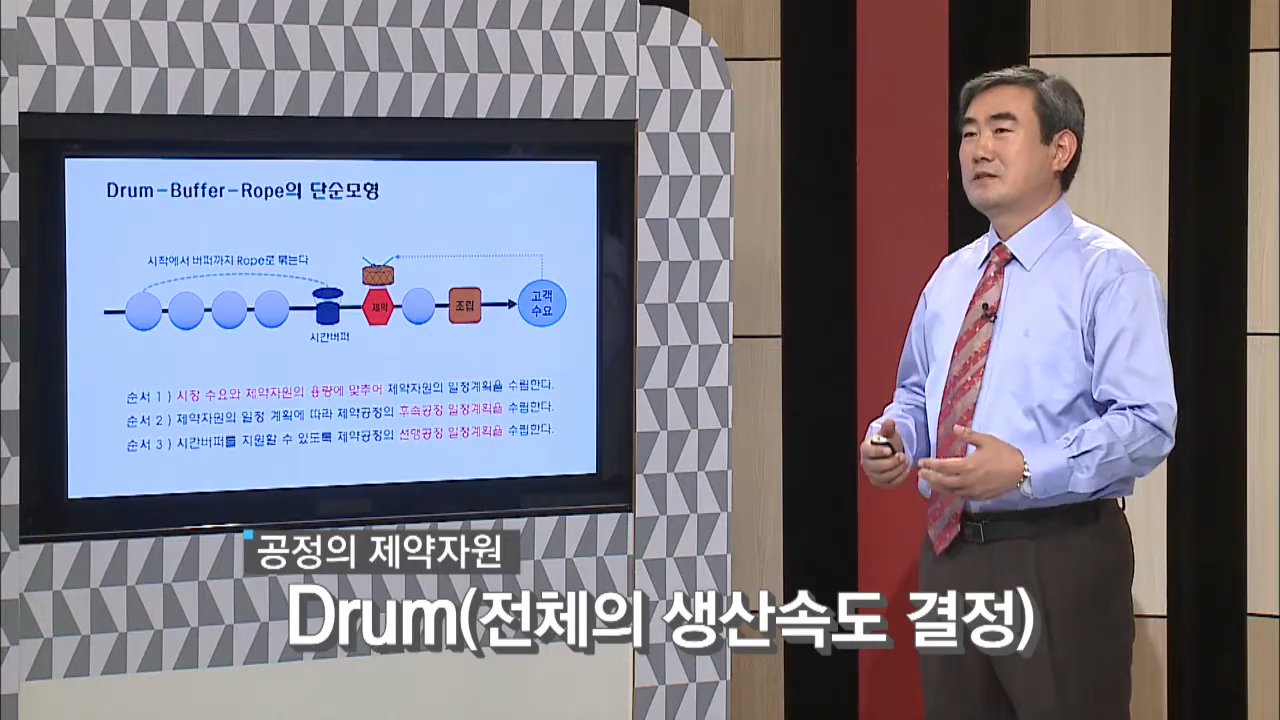 Drum-Buffer-Rope의 단순모형
시작에서 버퍼까지 Rope로 묶는다
제약
조립
고객
수요
시간버퍼
순서 1 ) 시장 수요와 제약자원의 용량에 맞추어 제약자원의 일정계획을 수립한다.
순서 2 ) 제약자원의 일정 계획에 따라 제약공정의 후속공정 일정계획을 수립한다.
순서 3 ) 시간버퍼를 지원할 수 있도록 제약공정의 선행공정 일정계획을 수립한다.
공정의 제약자원
Drum(전체의 생산속도 결정)